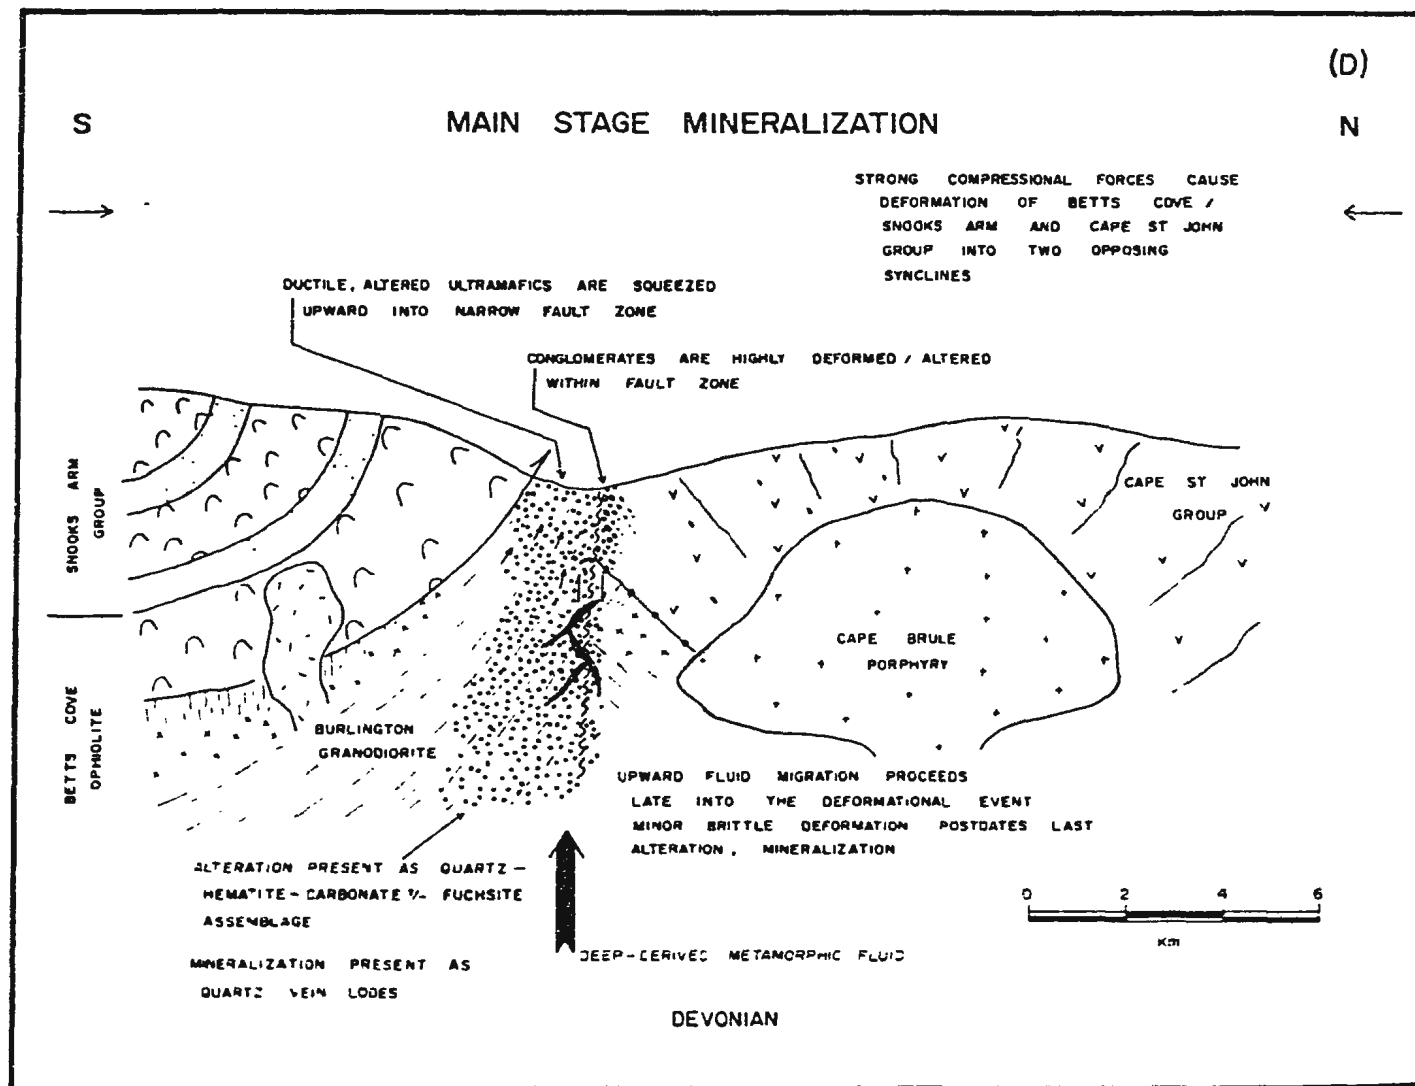 (D)
S
MAIN STAGE MINERALIZATION
N
STRONG COMPRESSIONAL FORCES CAUSE
DEFORMATION OF BETTS COVE /
SNOOKS ARM AND CAPE ST JOHN
GROUP INTO TWO OPPOSING
SYNCLINES
DUCTILE, ALTERED ULTRAMAFICS ARE SQUEEZED
UPWARD INTO NARROW FAULT ZONE
CONGLOMERATES ARE HIGHLY DEFORMED / ALTERED
WITHIN FAULT ZONE
SNOOKS ARM
GROUP
CAPE ST JOHN
GROUP
CAPE BRULE
PORPHYRY
BETTS COVE
OPHIOLITE
BURLINGTON
GRANODIORITE
UPWARD FLUID MIGRATION PROCEEDS
LATE INTO THE DEFORMATIONAL EVENT
MINOR BRITTLE DEFORMATION POSTDATES LAST
ALTERATION, MINERALIZATION
ALTERATION PRESENT AS QUARTZ –
HEMATITE – CARBONATE +/- FUCHSITE
ASSEMBLAGE
MINERALIZATION PRESENT AS
QUARTZ VEIN LODES
DEEP-DERIVED METAMORPHIC FLUID
0 2 4 6
Km
DEVONIAN